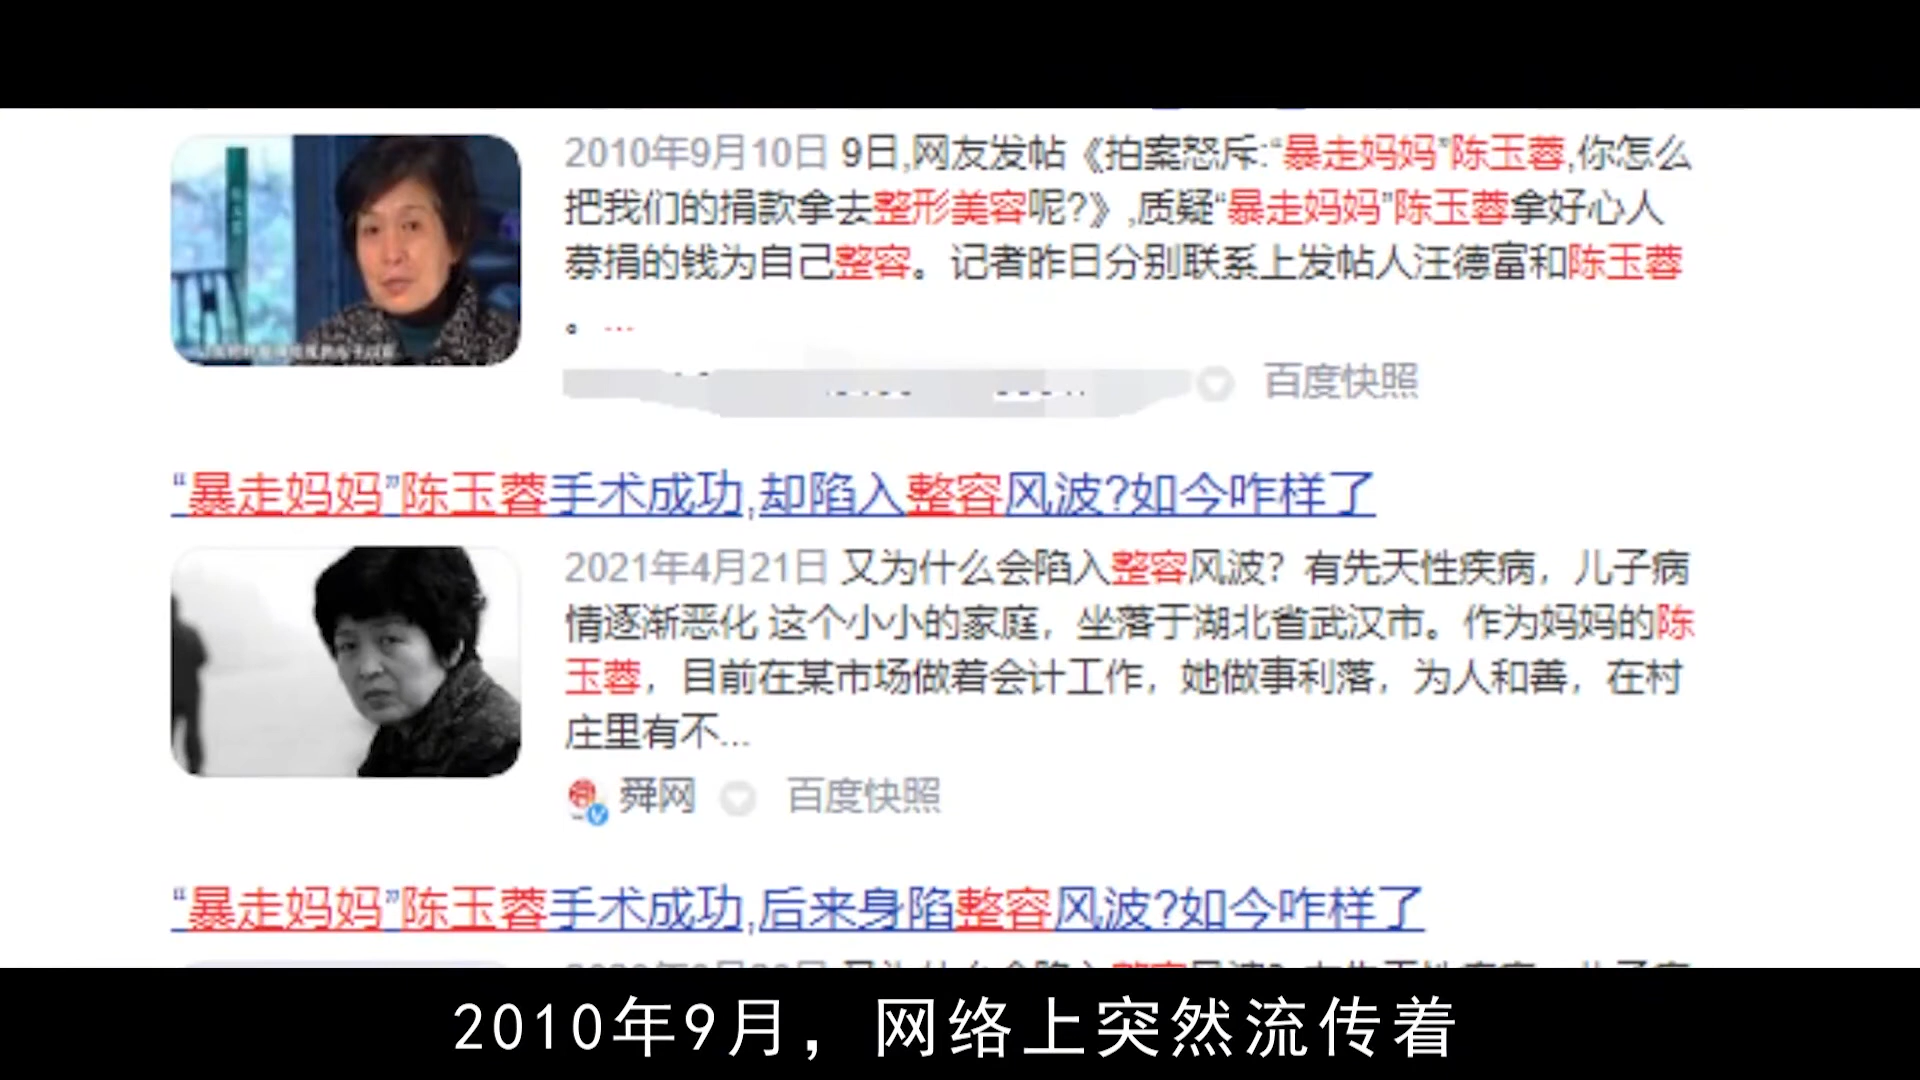 2010年9月10日 9日,网友发帖《拍案怒斥:“暴走妈妈”陈玉蓉,你怎么
把我们的捐款拿去整形美容呢?》,质疑“暴走妈妈”陈玉蓉拿好心人
募捐的钱为自己整容。记者昨日分别联系上发帖人汪德富和陈玉蓉
。...
百度快照
“暴走妈妈”陈玉蓉手术成功,却陷入整容风波?如今咋样了
2021年4月21日 又为什么会陷入整容风波？有先天性疾病，儿子病
情逐渐恶化 这个小小的家庭，坐落于湖北省武汉市。作为妈妈的陈
玉蓉，目前在某市场做着会计工作，她做事利落，为人和善，在村
庄里有不...
舜网 百度快照
“暴走妈妈”陈玉蓉手术成功,后来身陷整容风波?如今咋样了
2010年9月，网络上突然流传着